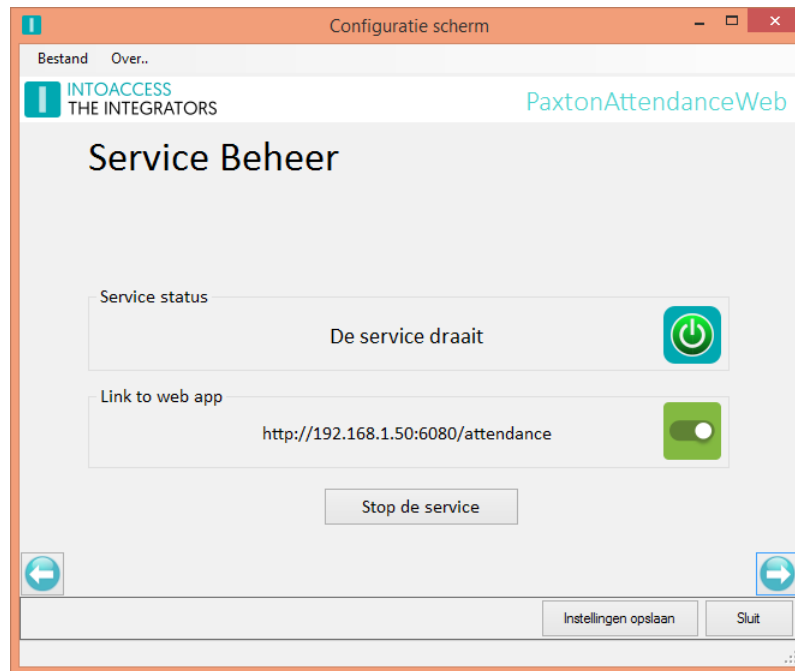 Configuratie scherm
Bestand Over..
INTOACCESS
THE INTEGRATORS
PaxtonAttendanceWeb
Service Beheer
Service status
De service draait
Link to web app
http://192.168.1.50:6080/attendance
Stop de service
Instellingen opslaan
Sluit